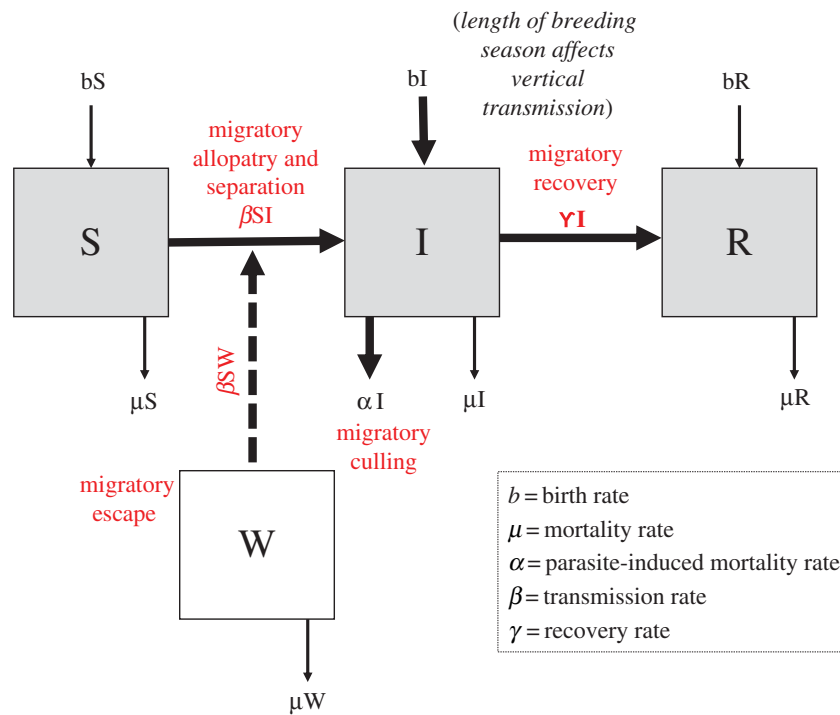 (length of breeding
season affects
vertical
transmission)
bS
bI
bR
migratory
allopatry and
separation
βSI
migratory
recovery
ϒI
S
I
R
βSW
μS
αI
migratory
culling
μI
μR
migratory
escape
W
μW
b = birth rate
μ = mortality rate
α = parasite-induced mortality rate
β = transmission rate
γ = recovery rate